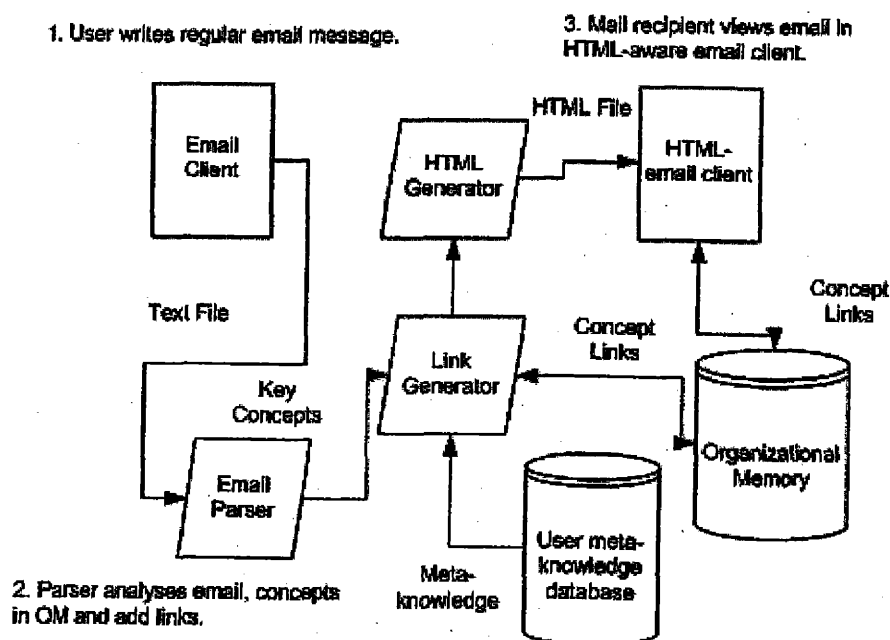 1. User writes regular email message.
3. Mail recipient views email in
HTML-aware email client.
Email
Client
HTML
Generator
HTML File
HTML-
email client
Text File
Key
Concepts
Link
Generator
Concept
Links
Concept
Links
Email
Parser
Organizational
Memory
User meta-
knowledge
database
Meta-
knowledge
2. Parser analyses email, concepts
in OM and add links.